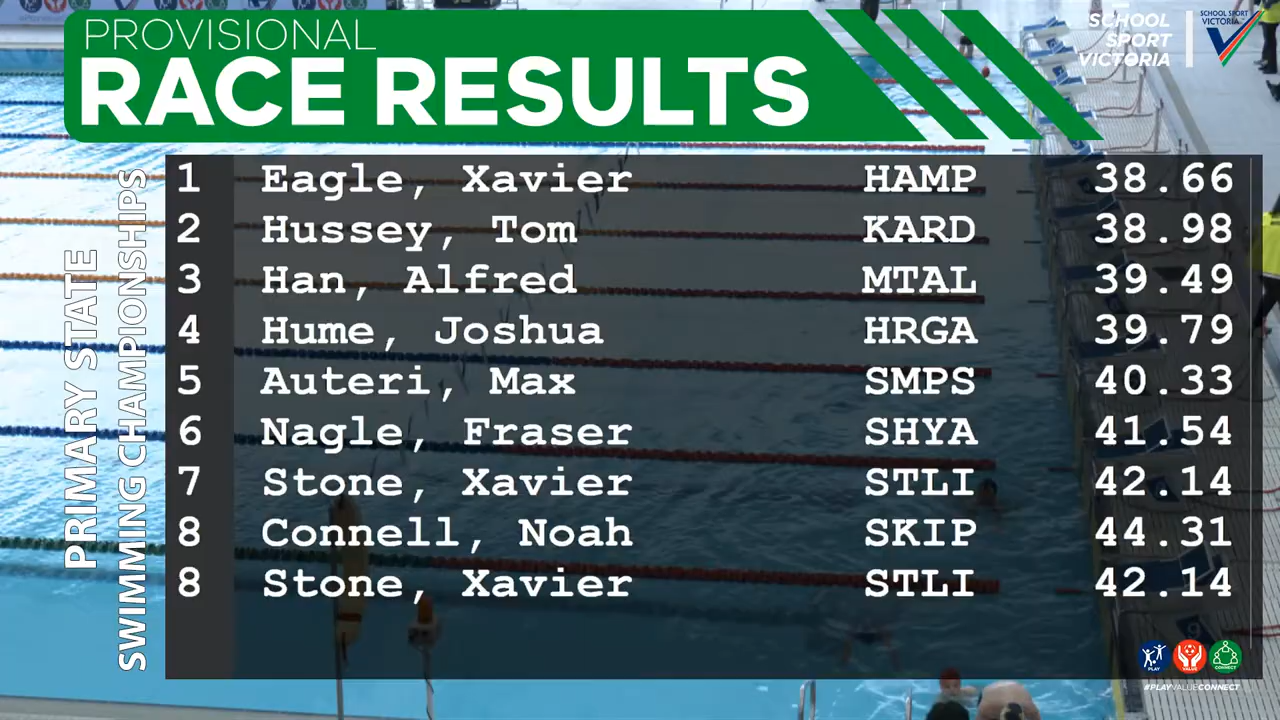 PROVISIONAL
RACE RESULTS
SCHOOL
SPORT
VICTORIA
SCHOOL SPORT
VICTORIA
PRIMARY STATE
SWIMMING CHAMPIONSHIPS
1 Eagle, Xavier HAMP 38.66
2 Hussey, Tom KARD 38.98
3 Han, Alfred MTAL 39.49
4 Hume, Joshua HRGA 39.79
5 Auteri, Max SMPS 40.33
6 Nagle, Fraser SHYA 41.54
7 Stone, Xavier STLI 42.14
8 Connell, Noah SKIP 44.31
8 Stone, Xavier STLI 42.14
PLAY VALUE CONNECT
#PLAYVALUECONNECT